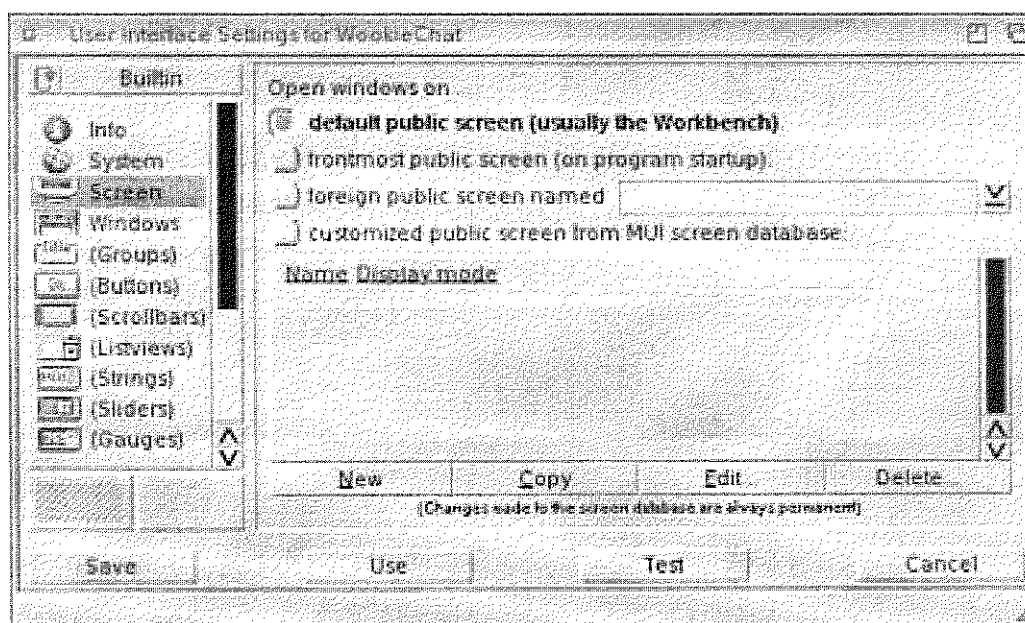 User Interface Settings for WookieChat
Builtin
Info
System
Screen
Windows
(Groups)
(Buttons)
(Scrollbars)
(Listviews)
(Strings)
(Sliders)
(Gauges)
Open windows on
default public screen (usually the Workbench)
frontmost public screen (on program startup)
foreign public screen named
customized public screen from MUI screen database
Name Display mode
New Copy Edit... Delete
(Changes made to the screen database are always permanent)
Save Use Test Cancel